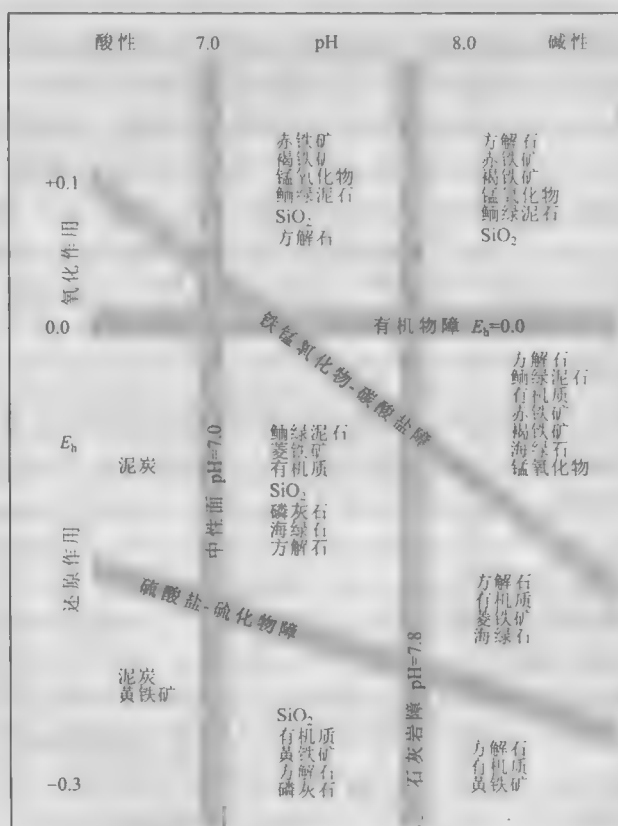 酸性 7.0 pH 8.0 碱性
赤铁矿
褐铁矿
锰氧化物
鲕绿泥石
SiO₂
方解石
方解石
赤铁矿
褐铁矿
锰氧化物
鲕绿泥石
SiO₂
+0.1
氧化作用
0.0
有机物障 Eh=0.0
铁锰氧化物-碳酸盐障
方解石
鲕绿泥石
有机质
赤铁矿
褐铁矿
海绿石
锰氧化物
Eh
泥炭
中性面 pH=7.0
鲕绿泥石
菱铁矿
有机质
SiO₂
磷灰石
海绿石
方解石
还原作用
硫酸盐-硫化物障
方解石
有机质
菱铁矿
海绿石
泥炭
黄铁矿
石灰岩障 pH=7.8
SiO₂
有机质
黄铁矿
方解石
磷灰石
方解石
有机质
黄铁矿
-0.3